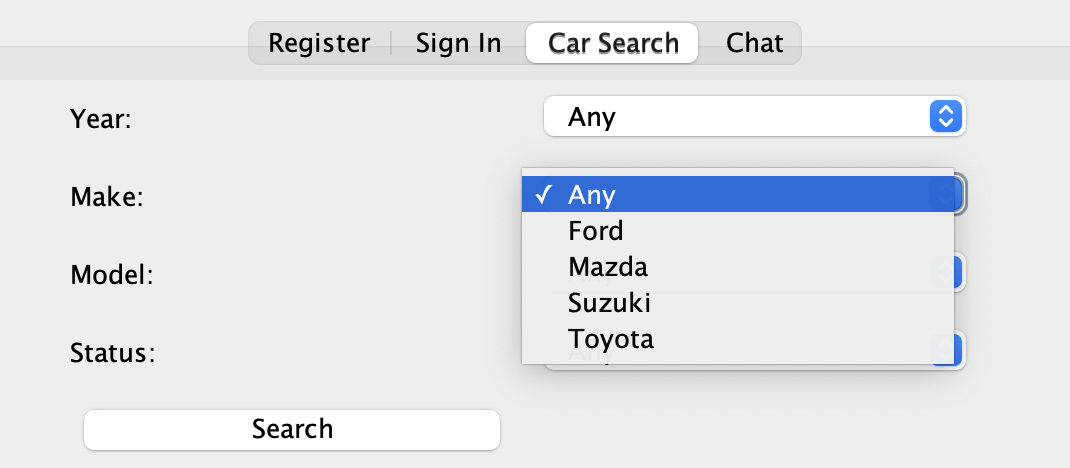 Register Sign In Car Search Chat
Year: Any
Make: ✓ Any
Ford
Model: Mazda
Suzuki
Status: Toyota
Search